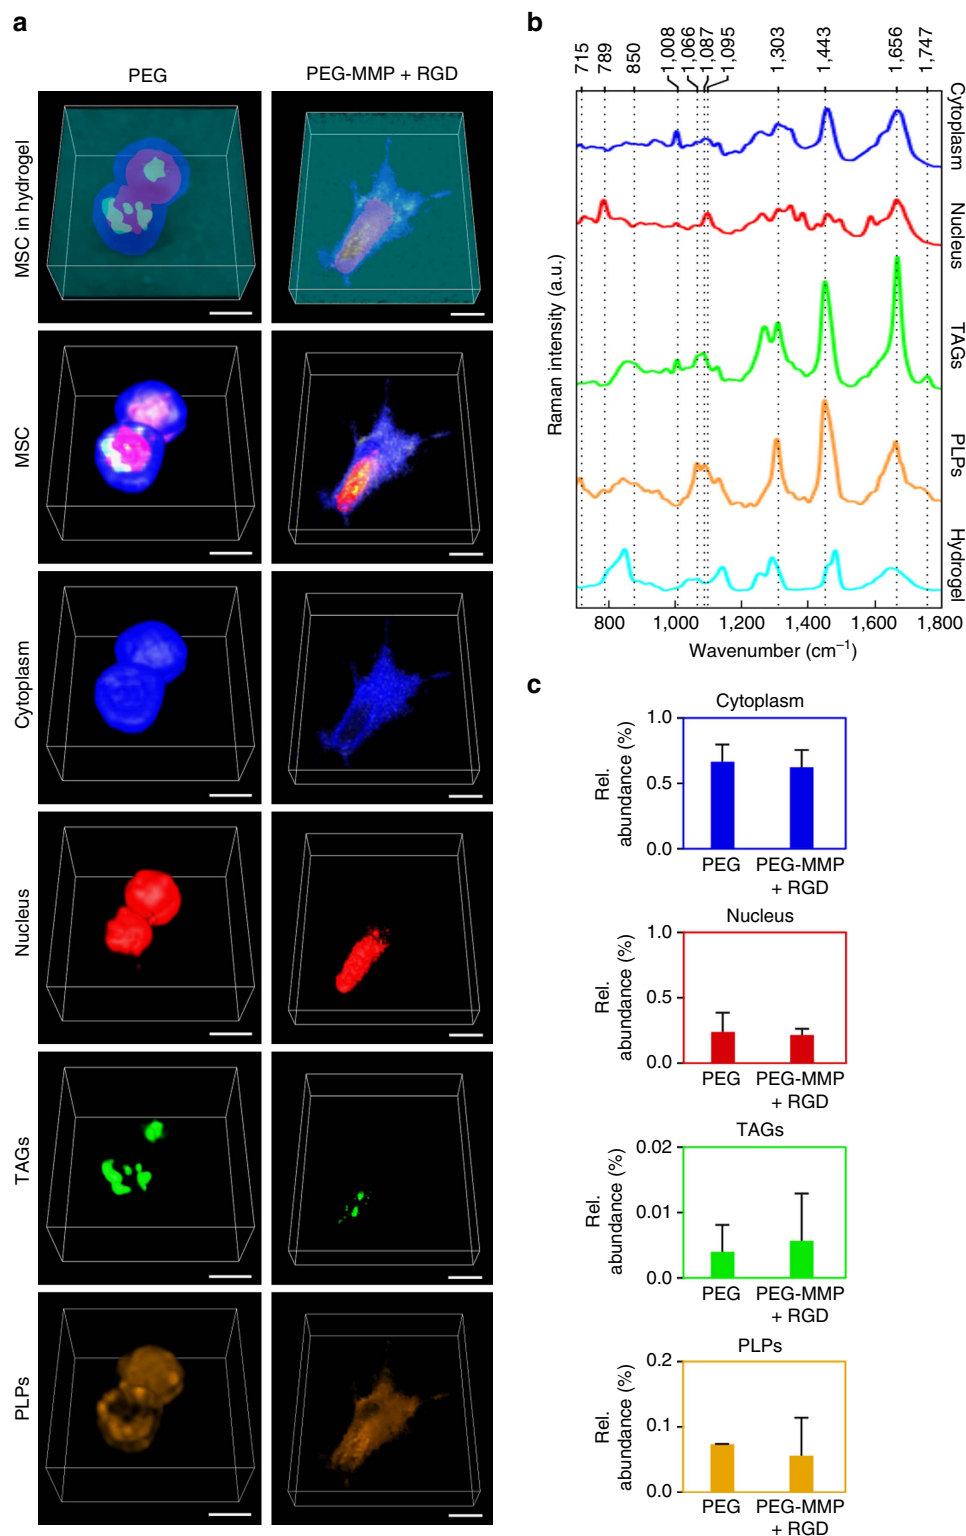 a
PEG
PEG-MMP + RGD
MSC in hydrogel
MSC
Cytoplasm
Nucleus
TAGs
PLPs
b
715
789
850
1,008
1,066
1,087
1,095
1,303
1,443
1,656
1,747
Raman intensity (a.u.)
Cytoplasm
Nucleus
TAGs
PLPs
Hydrogel
800 1,000 1,200 1,400 1,600 1,800
Wavenumber (cm⁻¹)
c
Cytoplasm
Rel.
abundance (%)
1.0
0.5
0.0
PEG PEG-MMP
+ RGD
Nucleus
Rel.
abundance (%)
1.0
0.5
0.0
PEG PEG-MMP
+ RGD
TAGs
Rel.
abundance (%)
0.02
0.01
0.0
PEG PEG-MMP
+ RGD
PLPs
Rel.
abundance (%)
0.2
0.1
0.0
PEG PEG-MMP
+ RGD